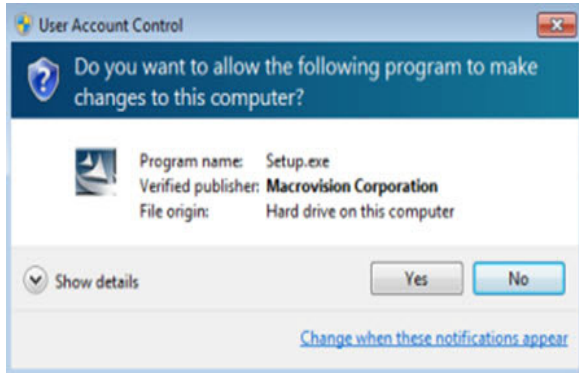 User Account Control
Do you want to allow the following program to make
changes to this computer?
Program name: Setup.exe
Verified publisher: Macrovision Corporation
File origin: Hard drive on this computer
Show details
Yes No
Change when these notifications appear